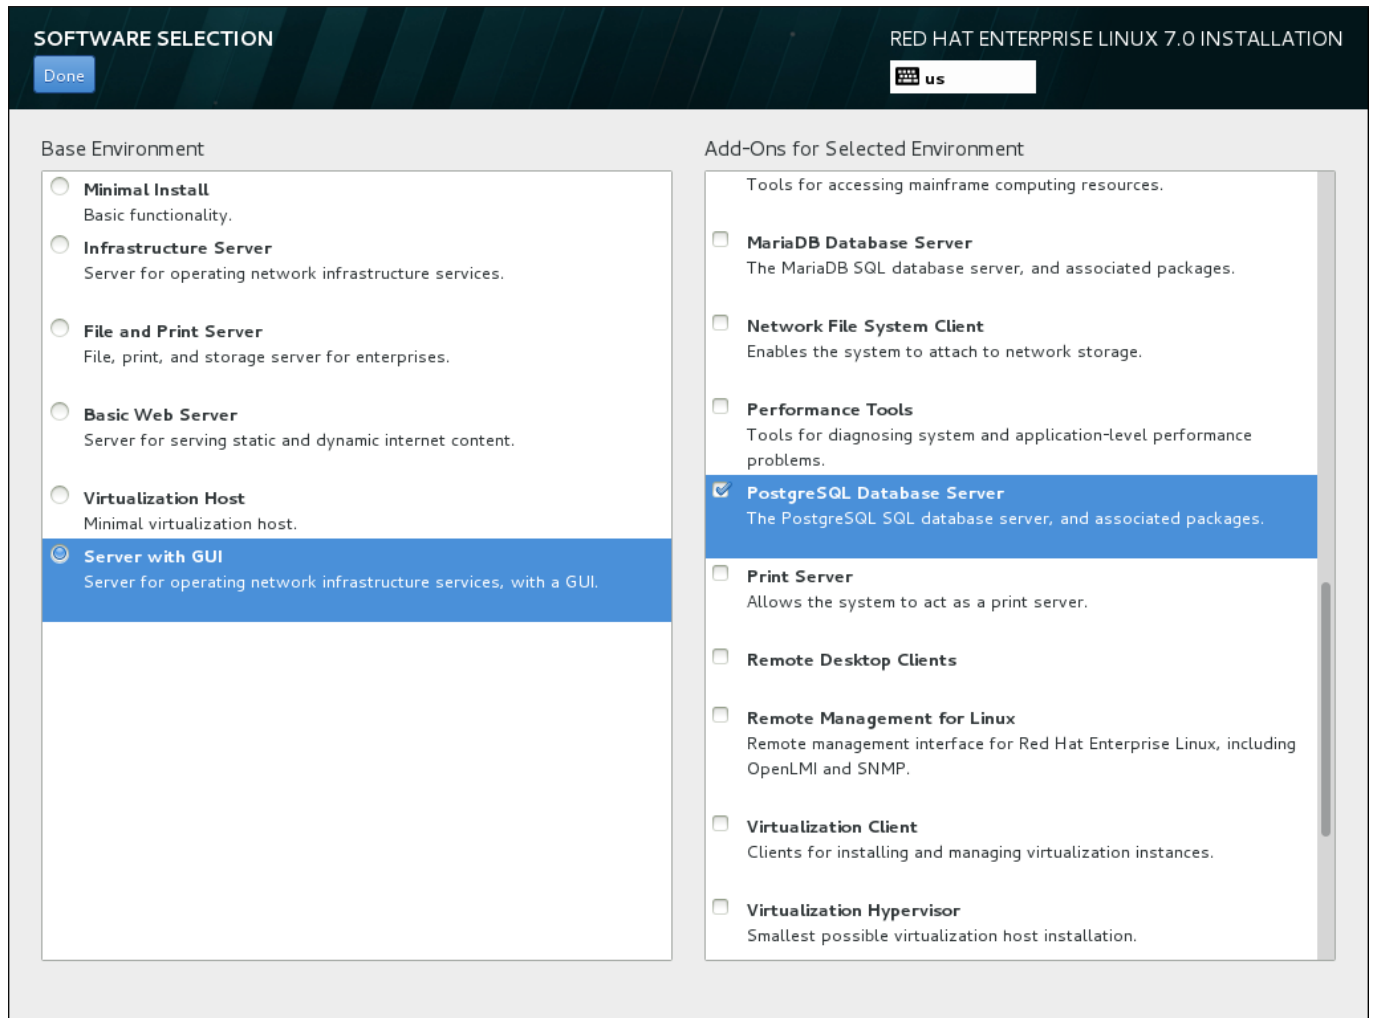 SOFTWARE SELECTION
RED HAT ENTERPRISE LINUX 7.0 INSTALLATION
Done
us
Base Environment
Minimal Install
Basic functionality.
Infrastructure Server
Server for operating network infrastructure services.
File and Print Server
File, print, and storage server for enterprises.
Basic Web Server
Server for serving static and dynamic internet content.
Virtualization Host
Minimal virtualization host.
Server with GUI
Server for operating network infrastructure services, with a GUI.
Add-Ons for Selected Environment
Tools for accessing mainframe computing resources.
MariaDB Database Server
The MariaDB SQL database server, and associated packages.
Network File System Client
Enables the system to attach to network storage.
Performance Tools
Tools for diagnosing system and application-level performance
problems.
PostgreSQL Database Server
The PostgreSQL SQL database server, and associated packages.
Print Server
Allows the system to act as a print server.
Remote Desktop Clients
Remote Management for Linux
Remote management interface for Red Hat Enterprise Linux, including
OpenLMI and SNMP.
Virtualization Client
Clients for installing and managing virtualization instances.
Virtualization Hypervisor
Smallest possible virtualization host installation.